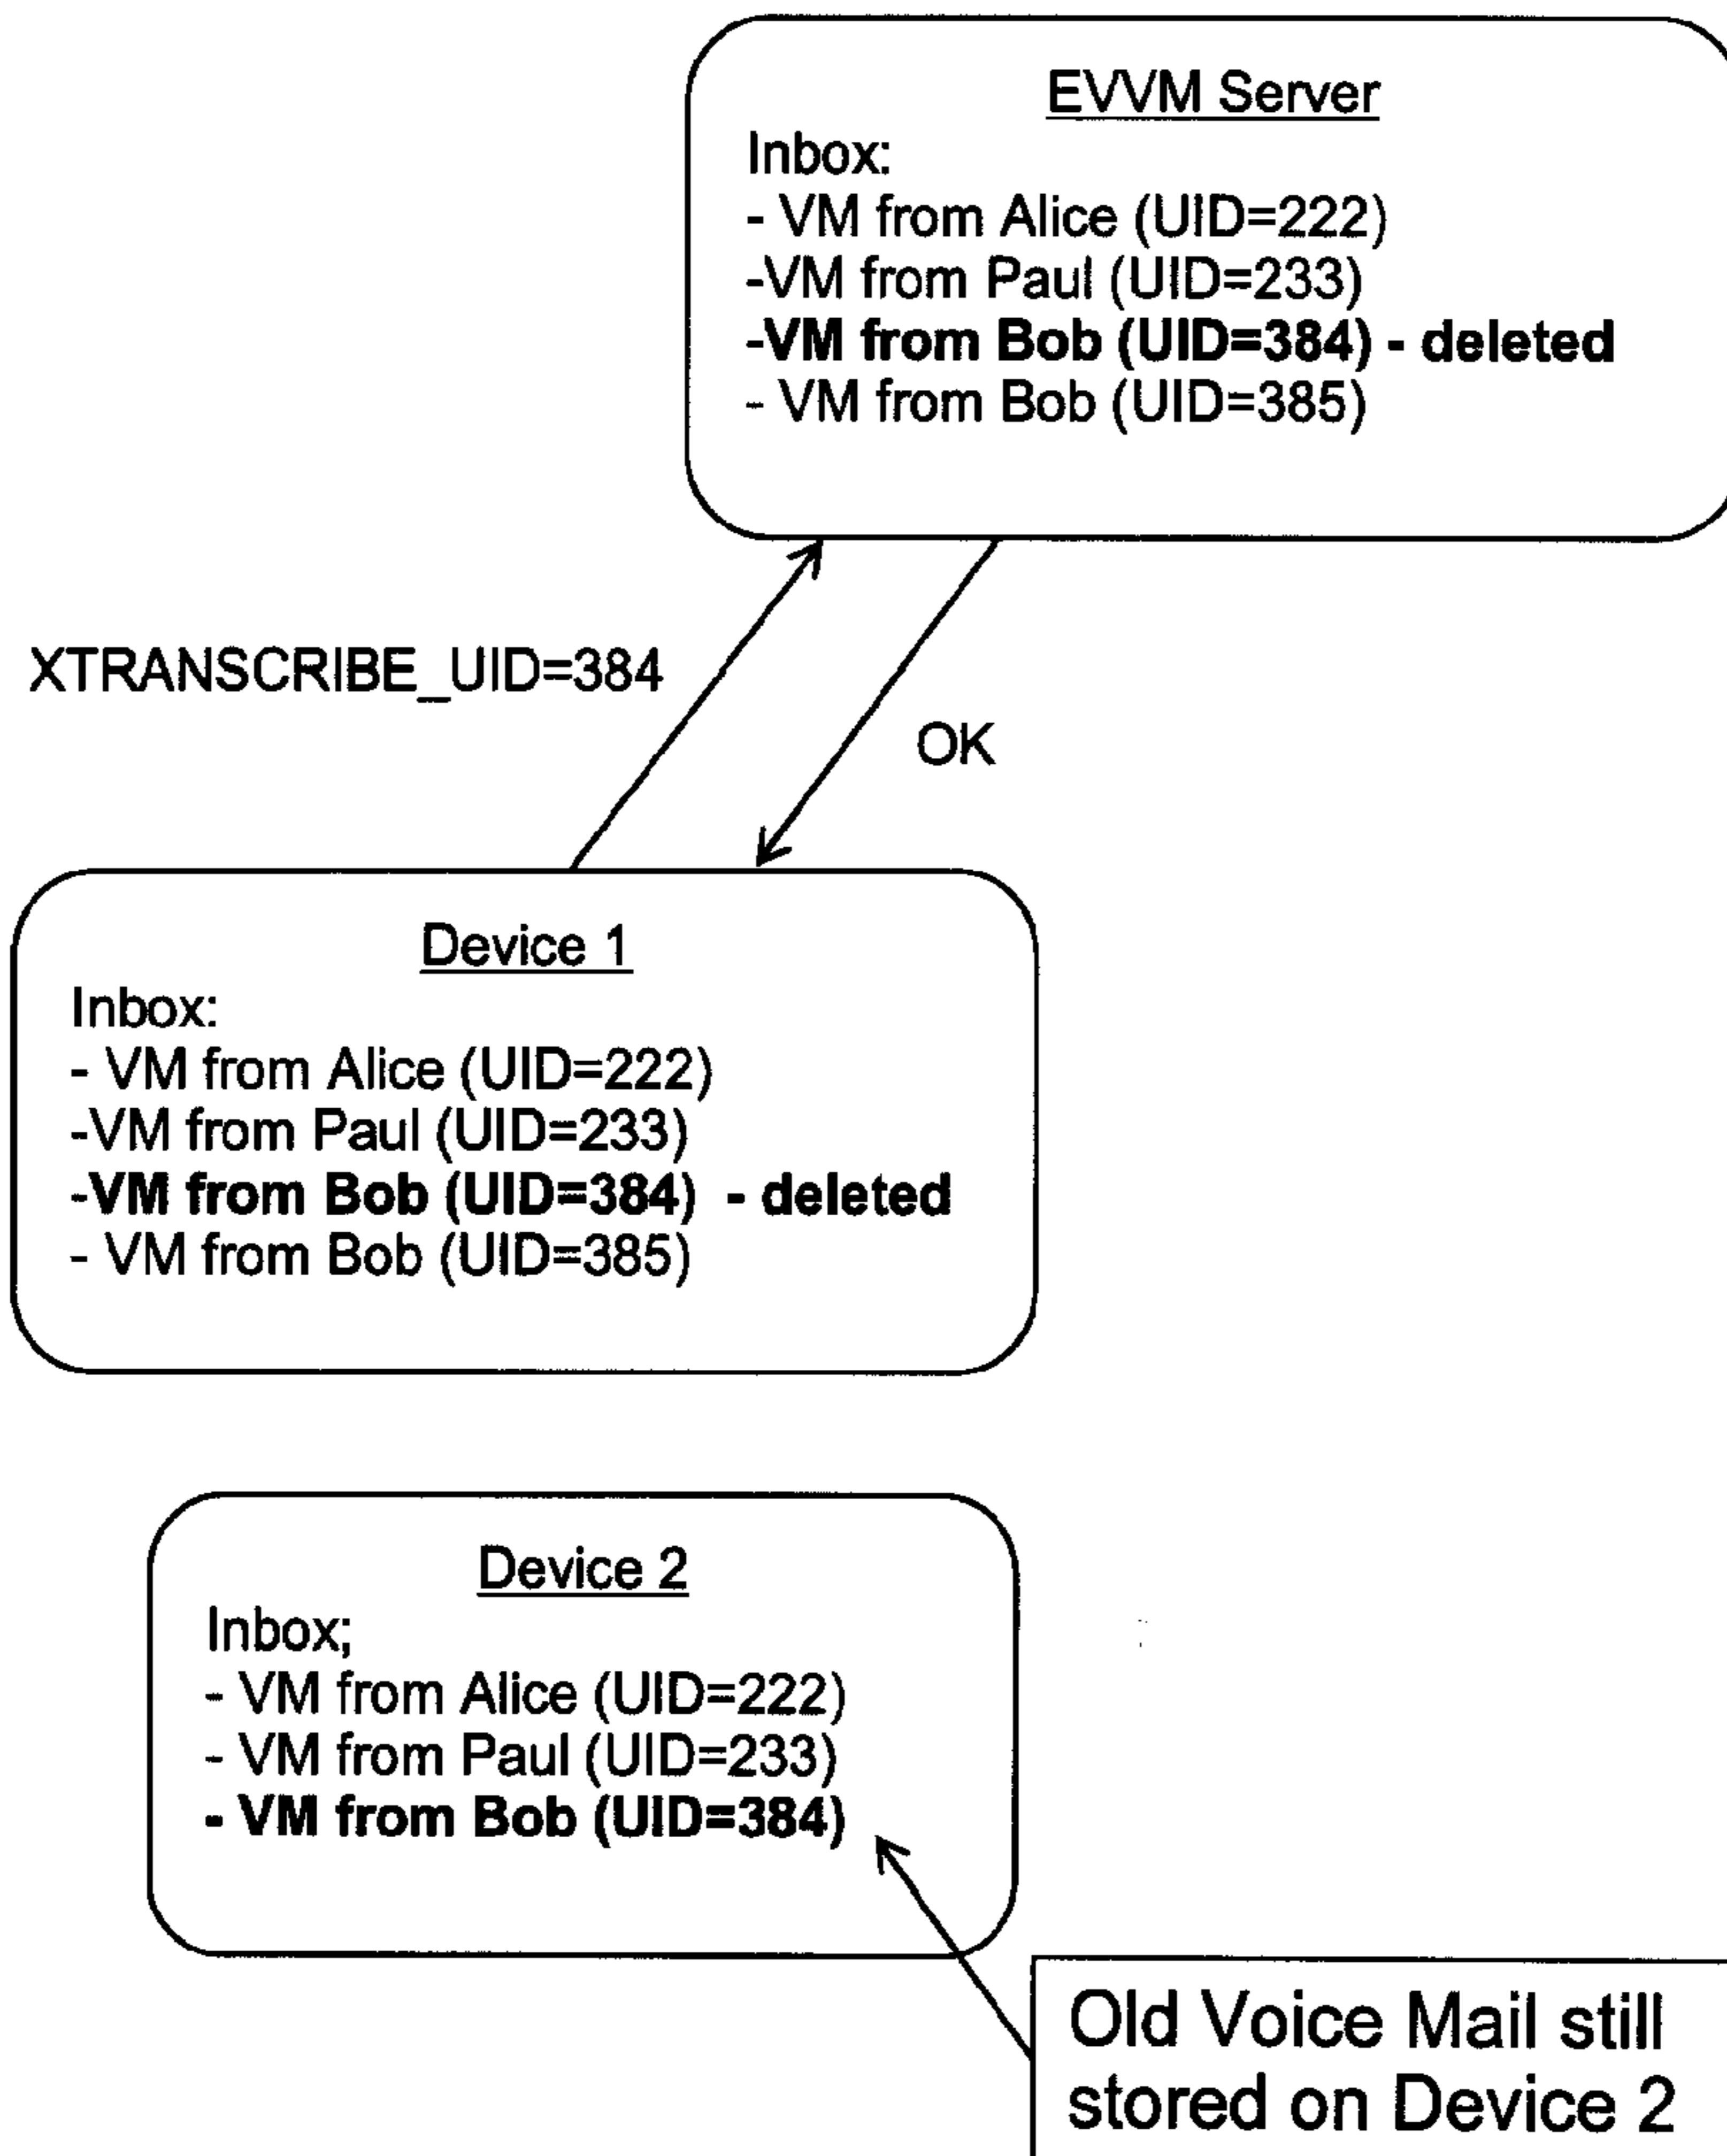 EVVM Server
Inbox:
- VM from Alice (UID=222)
-VM from Paul (UID=233)
-VM from Bob (UID=384) - deleted
- VM from Bob (UID=385)
XTRANSCRIBE_UID=384
OK
Device 1
Inbox:
- VM from Alice (UID=222)
-VM from Paul (UID=233)
-VM from Bob (UID=384) - deleted
- VM from Bob (UID=385)
Device 2
Inbox;
- VM from Alice (UID=222)
- VM from Paul (UID=233)
- VM from Bob (UID=384)
Old Voice Mail still
stored on Device 2